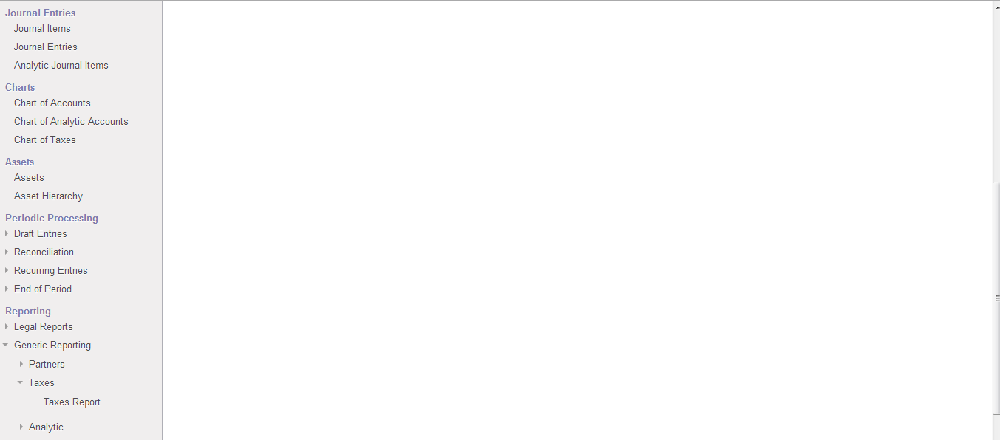 Journal Entries
Journal Items
Journal Entries
Analytic Journal Items
Charts
Chart of Accounts
Chart of Analytic Accounts
Chart of Taxes
Assets
Assets
Asset Hierarchy
Periodic Processing
Draft Entries
Reconciliation
Recurring Entries
End of Period
Reporting
Legal Reports
Generic Reporting
Partners
Taxes
Taxes Report
Analytic